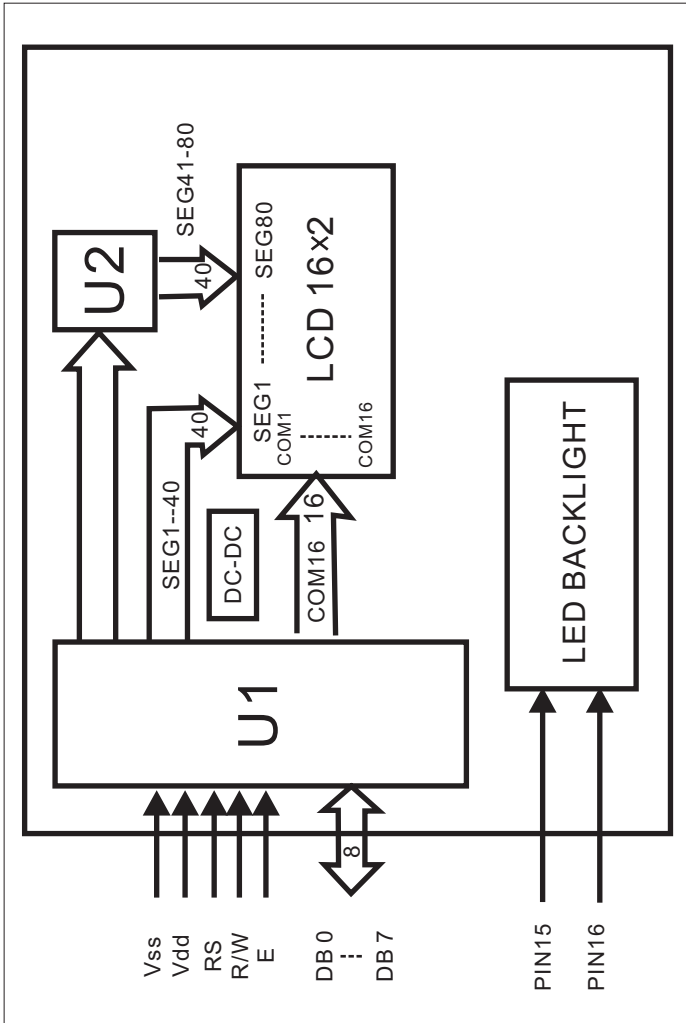 Vss
Vdd
RS
R/W
E
DB0
DB7
8
PIN15
PIN16
U1
U2
SEG1--40
40
SEG41-80
40
DC-DC
COM16 16
SEG1 -------- SEG80
COM1
COM16
LCD 16×2
LED BACKLIGHT